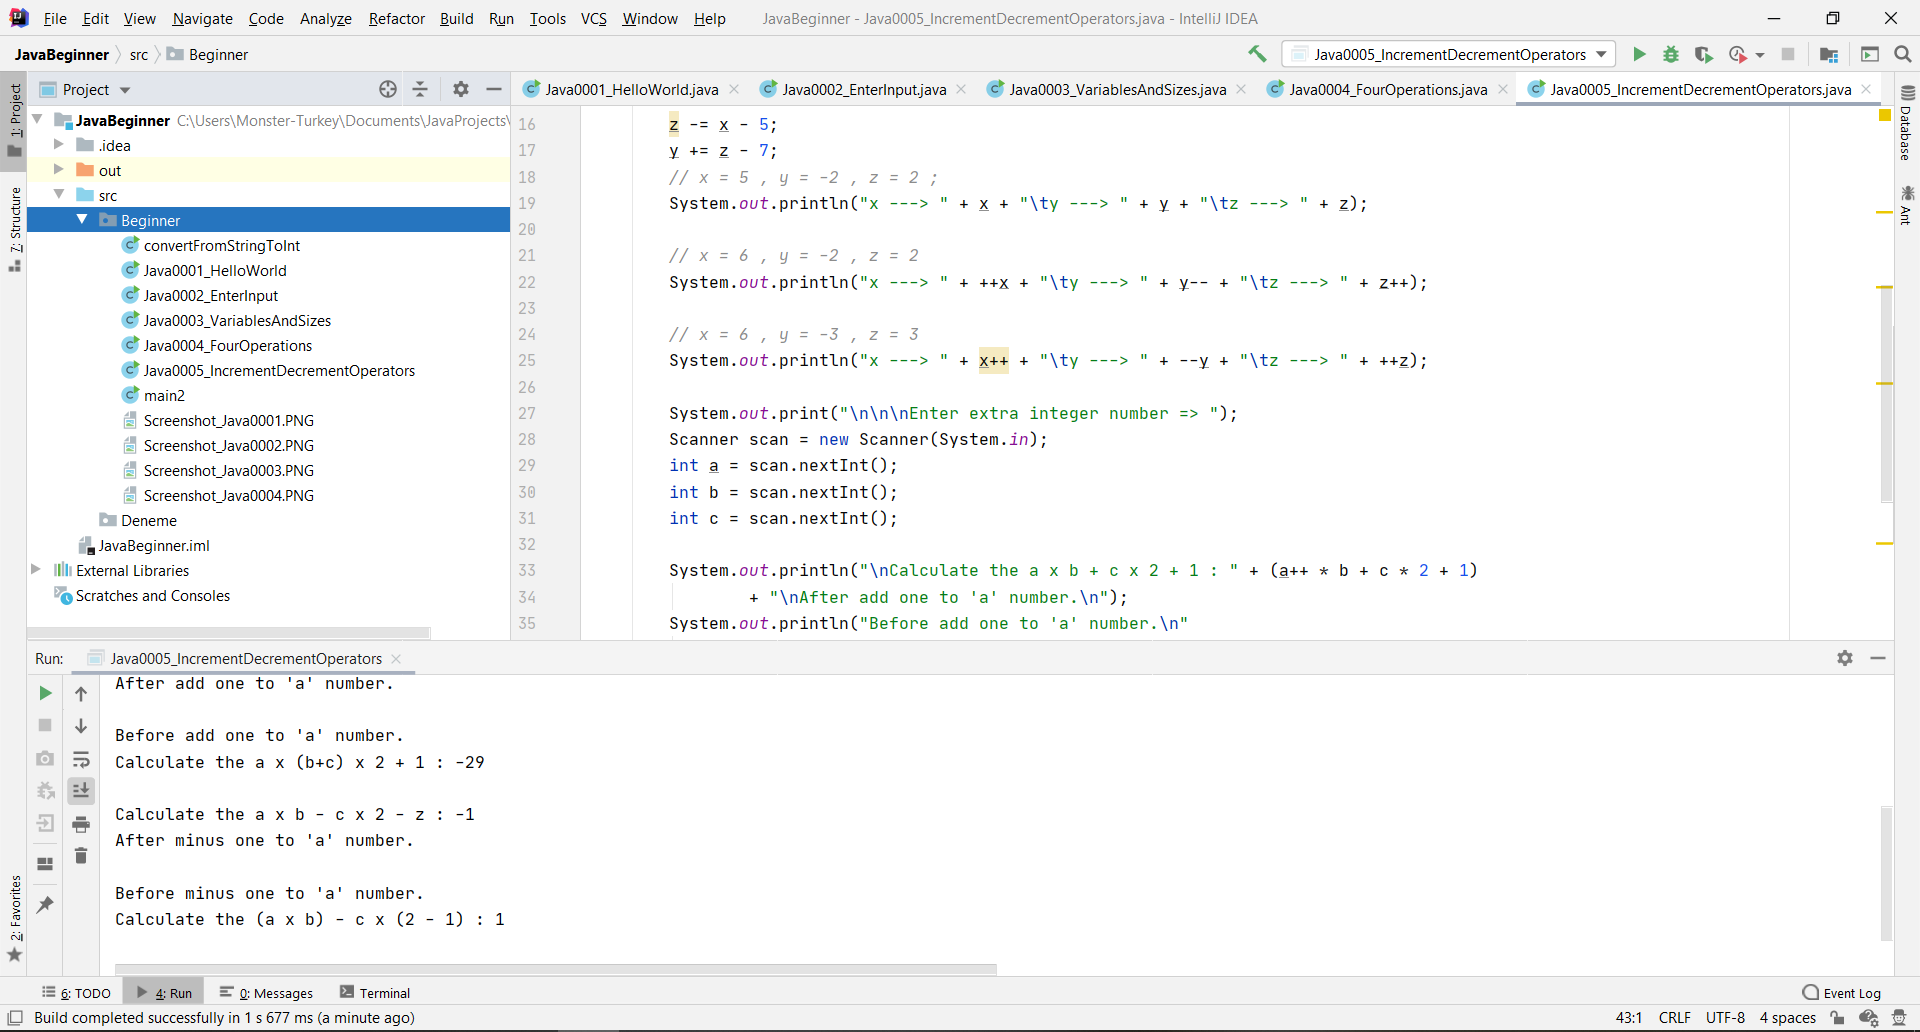 File Edit View Navigate Code Analyze Refactor Build Run Tools VCS Window Help JavaBeginner - Java0005_IncrementDecrementOperators.java - IntelliJ IDEA
JavaBeginner src Beginner Java0005_IncrementDecrementOperators
1: Project
7: Structure
2: Favorites
Project
JavaBeginner C:\Users\Monster-Turkey\Documents\JavaProjects\
.idea
out
src
Beginner
convertFromStringToInt
Java0001_HelloWorld
Java0002_EnterInput
Java0003_VariablesAndSizes
Java0004_FourOperations
Java0005_IncrementDecrementOperators
main2
Screenshot_Java0001.PNG
Screenshot_Java0002.PNG
Screenshot_Java0003.PNG
Screenshot_Java0004.PNG
Deneme
JavaBeginner.iml
External Libraries
Scratches and Consoles
Java0001_HelloWorld.java Java0002_EnterInput.java Java0003_VariablesAndSizes.java Java0004_FourOperations.java Java0005_IncrementDecrementOperators.java
16 z -= x - 5;
17 y += z - 7;
18 // x = 5 , y = -2 , z = 2 ;
19 System.out.println("x ---> " + x + "\ty ---> " + y + "\tz ---> " + z);
20
21 // x = 6 , y = -2 , z = 2
22 System.out.println("x ---> " + ++x + "\ty ---> " + y-- + "\tz ---> " + z++);
23
24 // x = 6 , y = -3 , z = 3
25 System.out.println("x ---> " + x++ + "\ty ---> " + --y + "\tz ---> " + ++z);
26
27 System.out.print("\n\n\nEnter extra integer number => ");
28 Scanner scan = new Scanner(System.in);
29 int a = scan.nextInt();
30 int b = scan.nextInt();
31 int c = scan.nextInt();
32
33 System.out.println("\nCalculate the a x b + c x 2 + 1 : " + (a++ * b + c * 2 + 1)
34 + "\nAfter add one to 'a' number.\n");
35 System.out.println("Before add one to 'a' number.\n"
Database
Ant
Run: Java0005_IncrementDecrementOperators
After add one to 'a' number.
Before add one to 'a' number.
Calculate the a x (b+c) x 2 + 1 : -29
Calculate the a x b - c x 2 - z : -1
After minus one to 'a' number.
Before minus one to 'a' number.
Calculate the (a x b) - c x (2 - 1) : 1
6: TODO 4: Run 0: Messages Terminal Event Log
Build completed successfully in 1 s 677 ms (a minute ago) 43:1 CRLF UTF-8 4 spaces